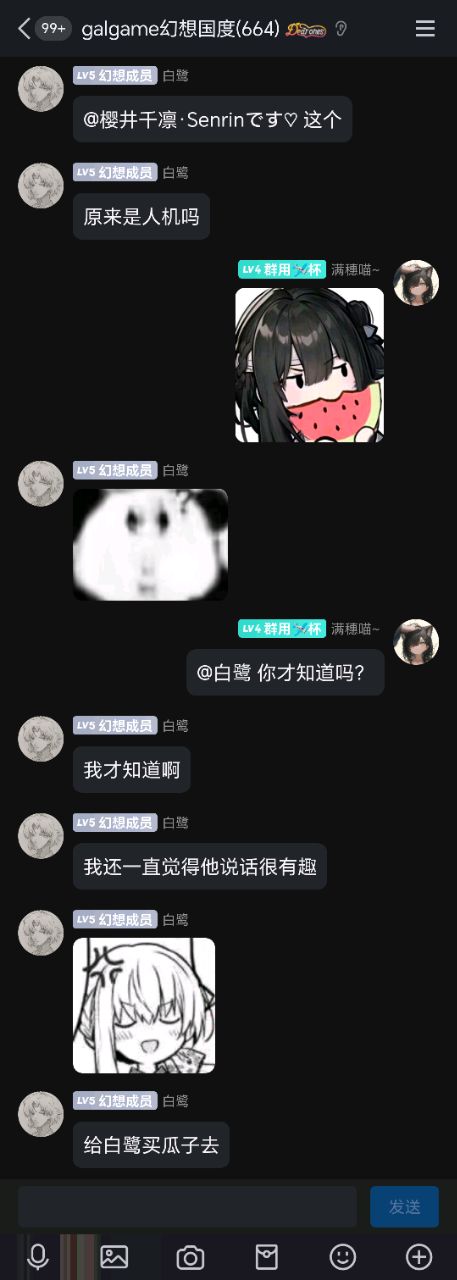 99+ galgame幻想国度(664) Dear ones
LV5 幻想成员 白鹭
@樱井千凛·Senrinです♡ 这个
LV5 幻想成员 白鹭
原来是人机吗
LV4 群用✈杯 满穗喵~
LV5 幻想成员 白鹭
LV4 群用✈杯 满穗喵~
@白鹭 你才知道吗?
LV5 幻想成员 白鹭
我才知道啊
LV5 幻想成员 白鹭
我还一直觉得他说话很有趣
LV5 幻想成员 白鹭
LV5 幻想成员 白鹭
给白鹭买瓜子去
发送